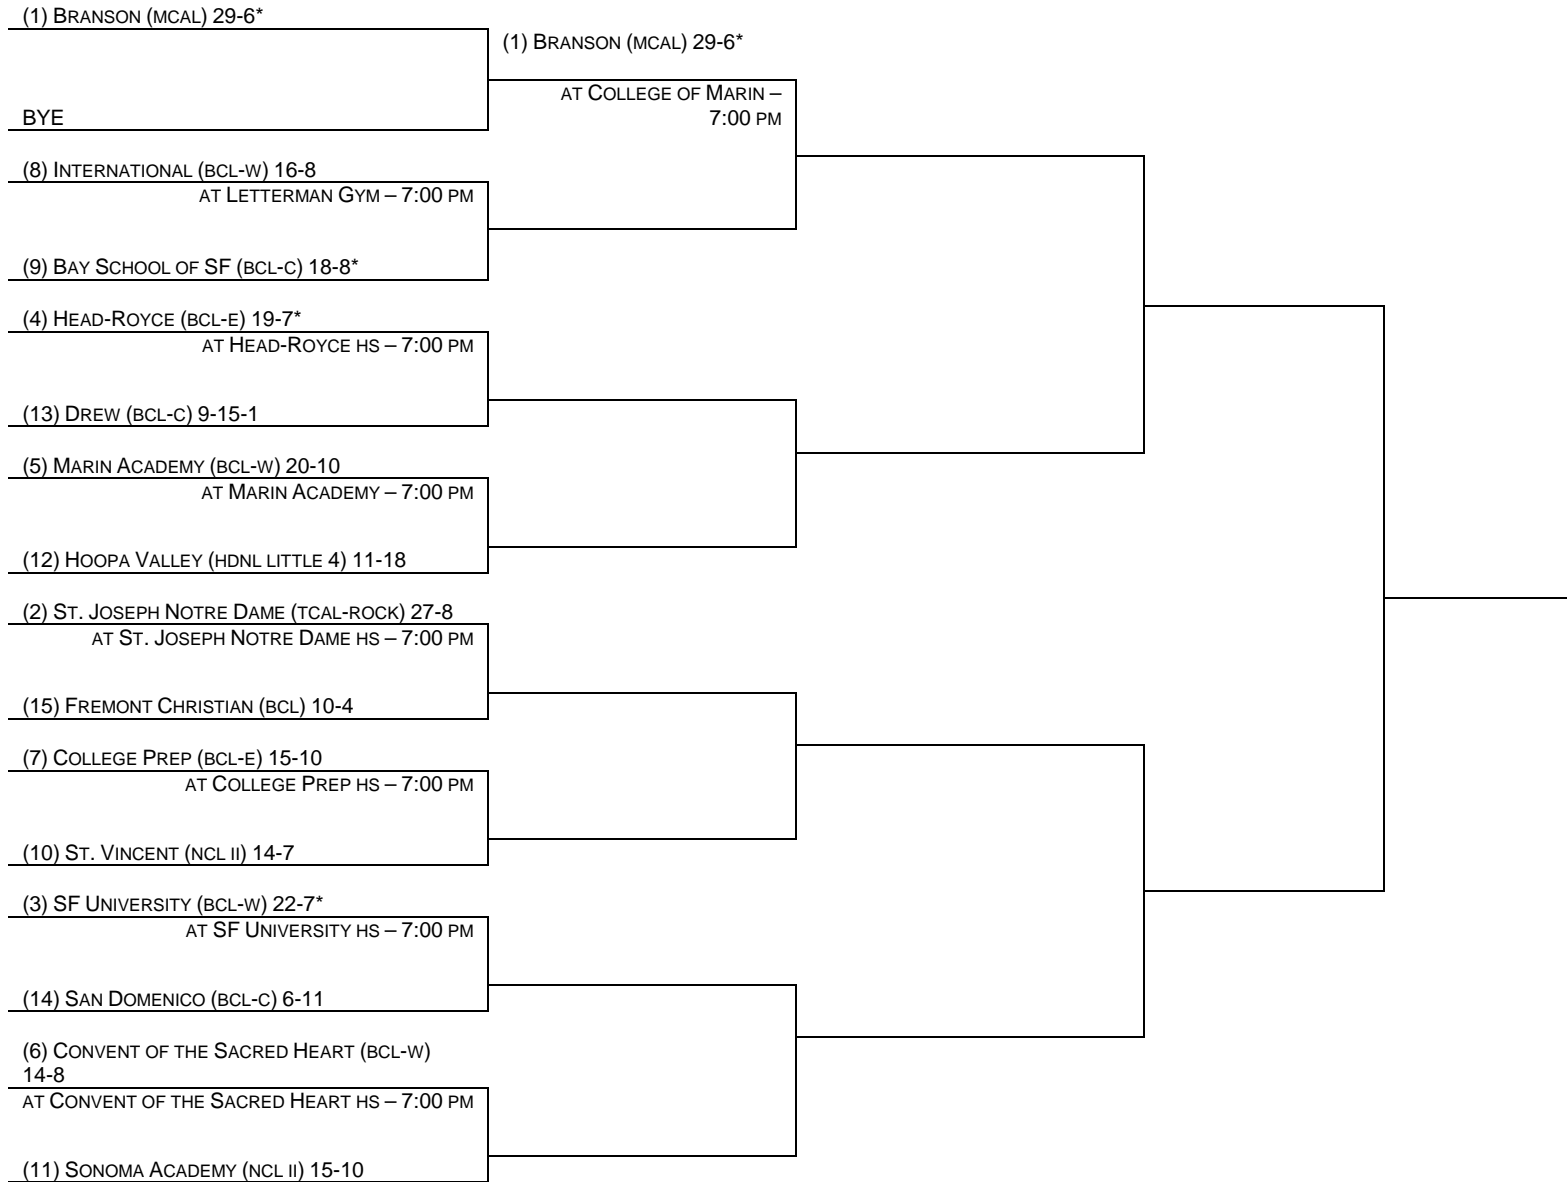 (1) BRANSON (MCAL) 29-6*
(1) BRANSON (MCAL) 29-6*
AT COLLEGE OF MARIN –
7:00 PM
BYE
(8) INTERNATIONAL (BCL-W) 16-8
AT LETTERMAN GYM – 7:00 PM
(9) BAY SCHOOL OF SF (BCL-C) 18-8*
(4) HEAD-ROYCE (BCL-E) 19-7*
AT HEAD-ROYCE HS – 7:00 PM
(13) DREW (BCL-C) 9-15-1
(5) MARIN ACADEMY (BCL-W) 20-10
AT MARIN ACADEMY – 7:00 PM
(12) HOOPA VALLEY (HDNL LITTLE 4) 11-18
(2) ST. JOSEPH NOTRE DAME (TCAL-ROCK) 27-8
AT ST. JOSEPH NOTRE DAME HS – 7:00 PM
(15) FREMONT CHRISTIAN (BCL) 10-4
(7) COLLEGE PREP (BCL-E) 15-10
AT COLLEGE PREP HS – 7:00 PM
(10) ST. VINCENT (NCL II) 14-7
(3) SF UNIVERSITY (BCL-W) 22-7*
AT SF UNIVERSITY HS – 7:00 PM
(14) SAN DOMENICO (BCL-C) 6-11
(6) CONVENT OF THE SACRED HEART (BCL-W)
14-8
AT CONVENT OF THE SACRED HEART HS – 7:00 PM
(11) SONOMA ACADEMY (NCL II) 15-10